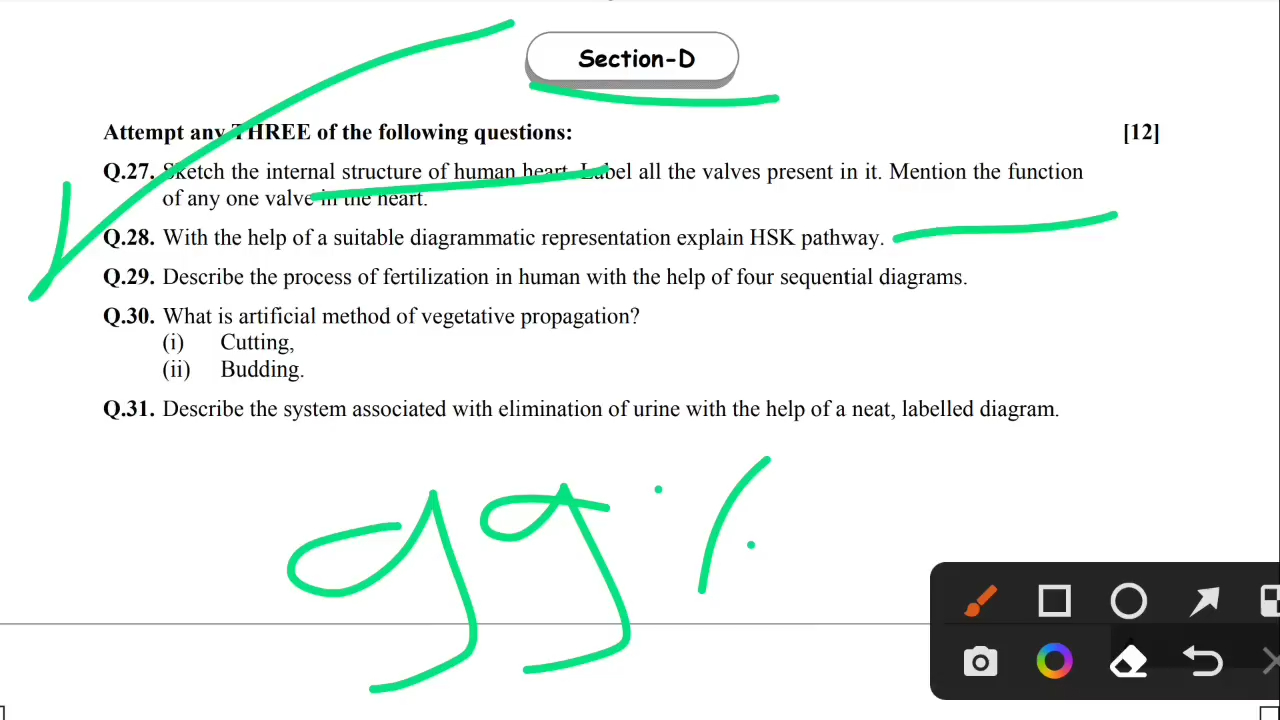 Section-D
Attempt any THREE of the following questions: [12]
Q.27. Sketch the internal structure of human heart. Label all the valves present in it. Mention the function
of any one valve in the heart.
Q.28. With the help of a suitable diagrammatic representation explain HSK pathway.
Q.29. Describe the process of fertilization in human with the help of four sequential diagrams.
Q.30. What is artificial method of vegetative propagation?
(i) Cutting,
(ii) Budding.
Q.31. Describe the system associated with elimination of urine with the help of a neat, labelled diagram.
99%